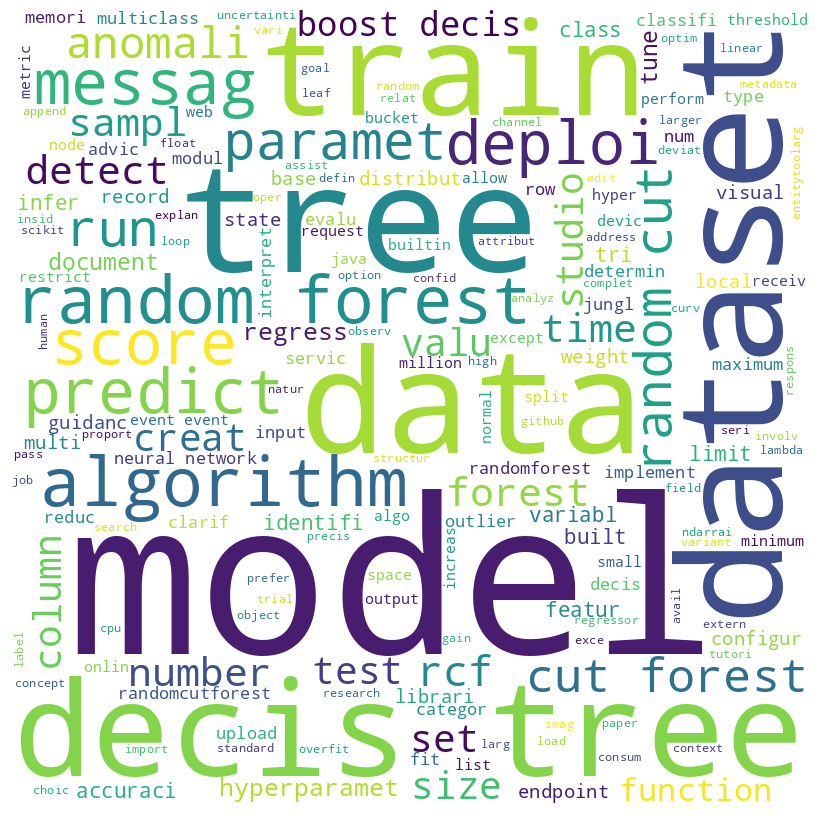 memori multiclass uncertainti boost decis class classifi threshold
vari optim
metric anomali train tune linear
goal
messag leaf random relat metadata
append sampl web bucket channel perform larger type
node advic float modul paramet deploi num deviat
detect assist row visual
infer record base defin distribut allow edit hyper entitytoolarg
insid explan state evalu oper request tree studio devic dataset
scikit run loop builtin attribut address tri
document interpret java option confid determin local receiv
restrict random forest analyz complet jungl random cut curv
human score regress observ valu except time maximum respons
servic million high weight
predict natur split
guidanc event event data github normal seri involv
multi proport creat input limit lambda
pass neural network structur randomforest implement field
job algorithm forest
reduc search clarif identifi algo precis outlier variabl built ndarrai variant minimum
increas small
column model prefer space output decis avail
trial object featur regressor extern
label cpu gain exce configur tutori
concept onlin number test rcf cut forest
randomcutforest research librari categor imag paper
decis tree
import upload standard overfit set fit list larg load consum context
choic accuraci hyperparamet size endpoint function